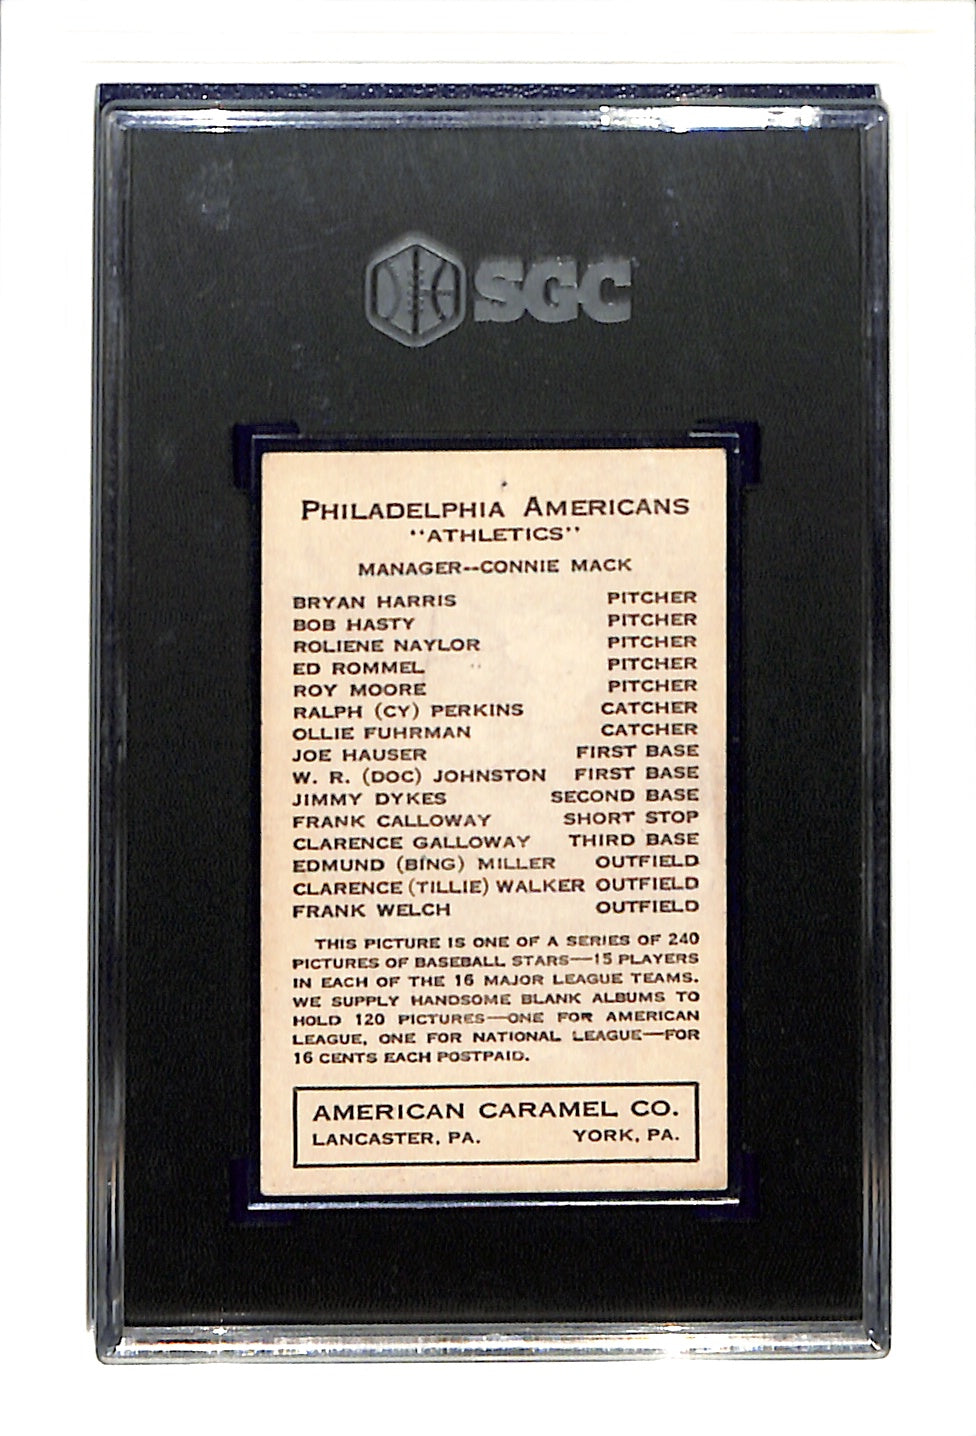 SGC
PHILADELPHIA AMERICANS
"ATHLETICS"
MANAGER--CONNIE MACK
BRYAN HARRIS PITCHER
BOB HASTY PITCHER
ROLIENE NAYLOR PITCHER
ED ROMMEL PITCHER
ROY MOORE PITCHER
RALPH (CY) PERKINS CATCHER
OLLIE FUHRMAN CATCHER
JOE HAUSER FIRST BASE
W. R. (DOC) JOHNSTON FIRST BASE
JIMMY DYKES SECOND BASE
FRANK CALLOWAY SHORT STOP
CLARENCE GALLOWAY THIRD BASE
EDMUND (BING) MILLER OUTFIELD
CLARENCE (TILLIE) WALKER OUTFIELD
FRANK WELCH OUTFIELD
THIS PICTURE IS ONE OF A SERIES OF 240
PICTURES OF BASEBALL STARS—15 PLAYERS
IN EACH OF THE 16 MAJOR LEAGUE TEAMS.
WE SUPPLY HANDSOME BLANK ALBUMS TO
HOLD 120 PICTURES—ONE FOR AMERICAN
LEAGUE, ONE FOR NATIONAL LEAGUE—FOR
16 CENTS EACH POSTPAID.
AMERICAN CARAMEL CO.
LANCASTER, PA. YORK, PA.